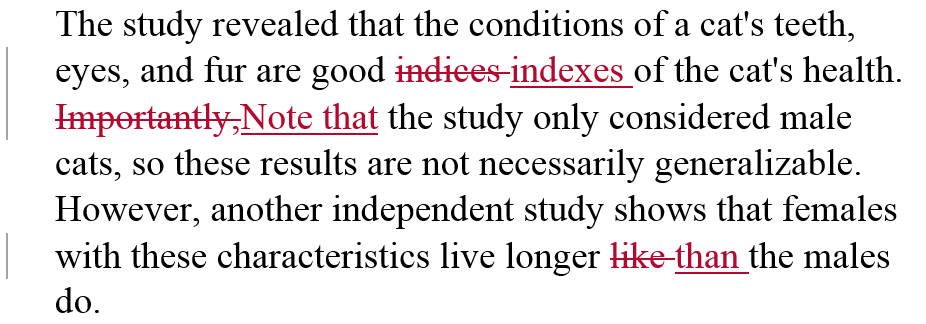 The study revealed that the conditions of a cat's teeth,
eyes, and fur are good indices indexes of the cat's health.
Importantly,Note that the study only considered male
cats, so these results are not necessarily generalizable.
However, another independent study shows that females
with these characteristics live longer like than the males
do.